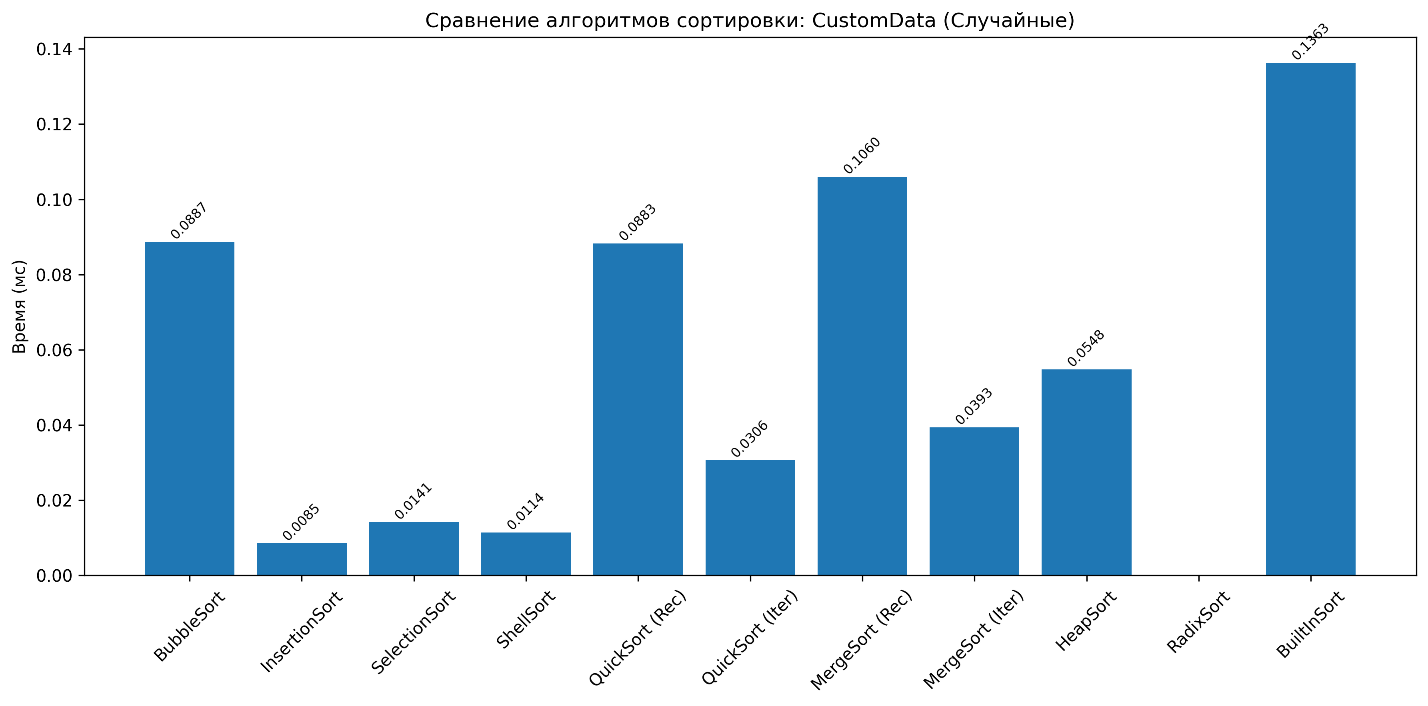 Сравнение алгоритмов сортировки: CustomData (Случайные)
Время (мс)
0.14
0.12
0.10
0.08
0.06
0.04
0.02
0.00
0.0887
0.0085
0.0141
0.0114
0.0883
0.0306
0.1060
0.0393
0.0548
0.1363
BubbleSort
InsertionSort
SelectionSort
ShellSort
QuickSort (Rec)
QuickSort (Iter)
MergeSort (Rec)
MergeSort (Iter)
HeapSort
RadixSort
BuiltInSort